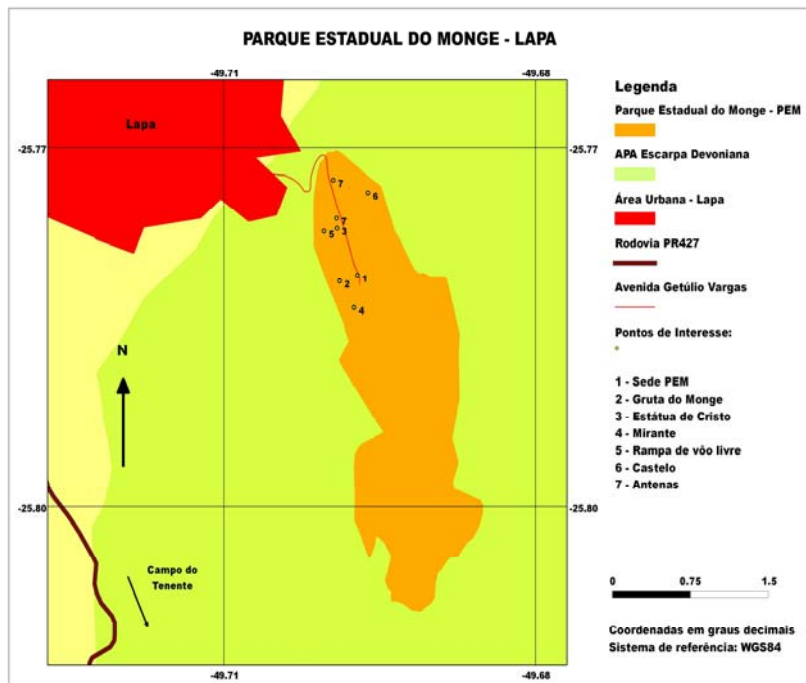 PARQUE ESTADUAL DO MONGE - LAPA
-49.71
-49.68
Lapa
-25.77
-25.77
7
6
7
3
5
1
2
4
N
-25.80
-25.80
Campo do
Tenente
-49.71
-49.68
Legenda
Parque Estadual do Monge - PEM
APA Escarpa Devoniana
Área Urbana - Lapa
Rodovia PR427
Avenida Getúlio Vargas
Pontos de Interesse:
1 - Sede PEM
2 - Gruta do Monge
3 - Estátua de Cristo
4 - Mirante
5 - Rampa de vôo livre
6 - Castelo
7 - Antenas
0 0.75 1.5
Coordenadas em graus decimais
Sistema de referência: WGS84